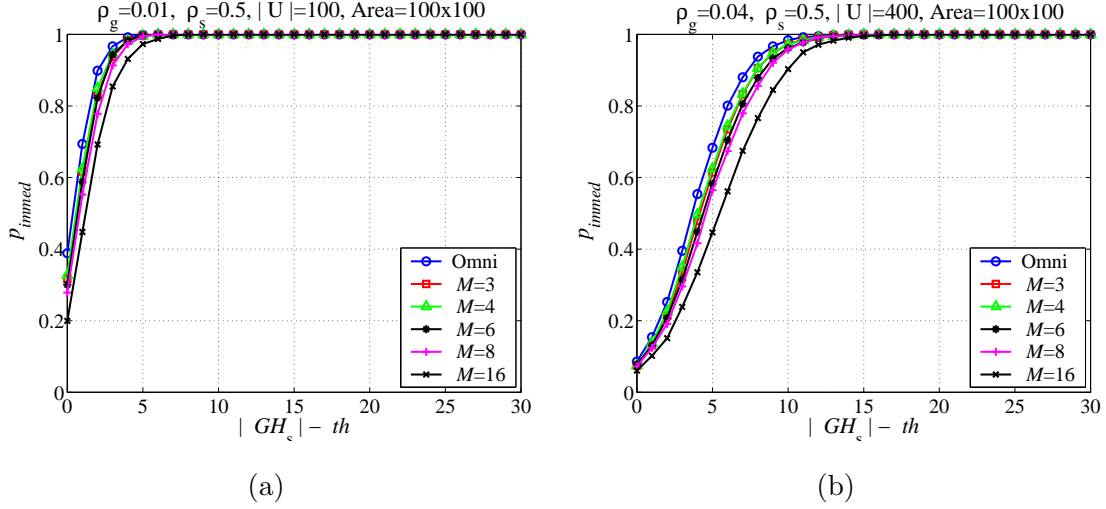 ρg=0.01, ρs=0.5, | U |=100, Area=100x100
1
0.8
0.6
0.4
0.2
0
pimmed
0 5 10 15 20 25 30
| GHs| − th
Omni
M=3
M=4
M=6
M=8
M=16
(a)
ρg=0.04, ρs=0.5, | U |=400, Area=100x100
1
0.8
0.6
0.4
0.2
0
pimmed
0 5 10 15 20 25 30
| GHs| − th
Omni
M=3
M=4
M=6
M=8
M=16
(b)